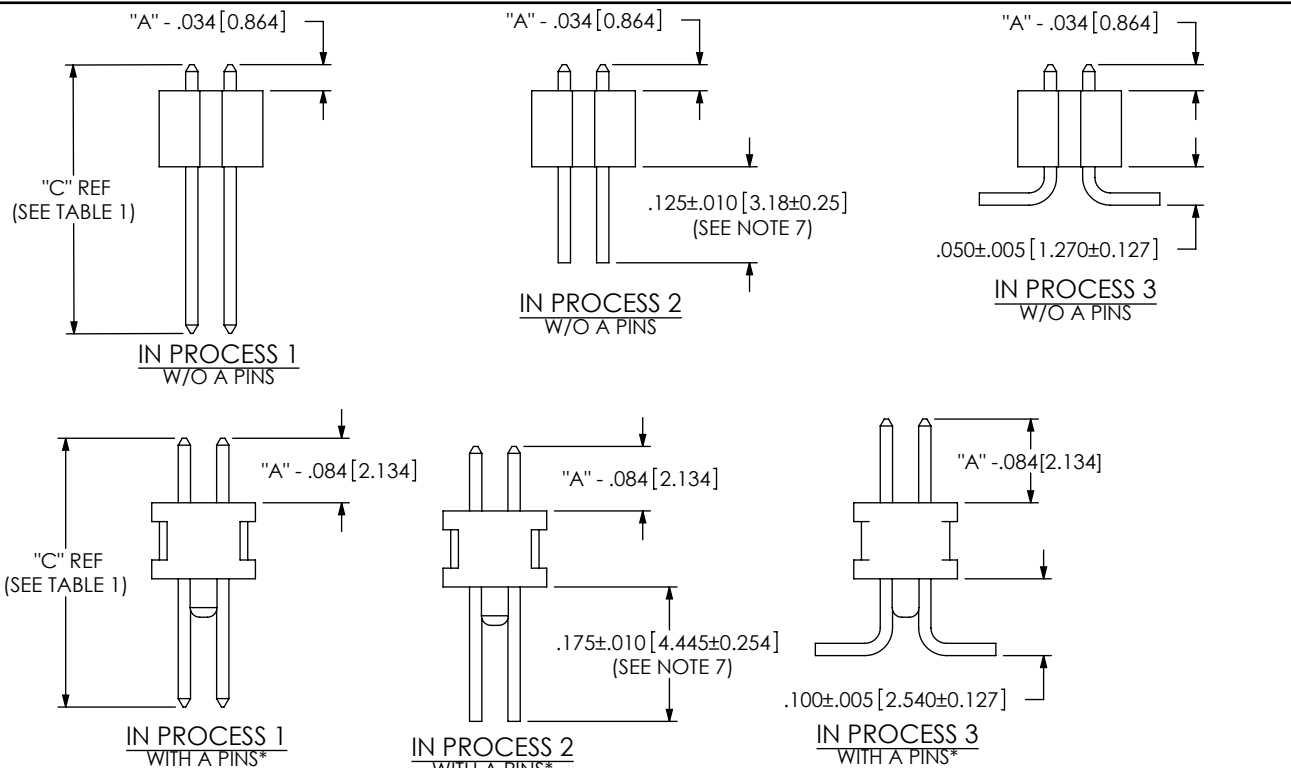 "A" - .034[0.864]
"A" - .034[0.864]
"A" - .034[0.864]
"C" REF
(SEE TABLE 1)
.125±.010[3.18±0.25]
(SEE NOTE 7)
.050±.005[1.270±0.127]
IN PROCESS 1
W/O A PINS
IN PROCESS 2
W/O A PINS
IN PROCESS 3
W/O A PINS
"A" - .084[2.134]
"A" - .084[2.134]
"A" -.084[2.134]
"C" REF
(SEE TABLE 1)
.175±.010[4.445±0.254]
(SEE NOTE 7)
.100±.005[2.540±0.127]
IN PROCESS 1
WITH A PINS*
IN PROCESS 2
WITH A PINS*
IN PROCESS 3
WITH A PINS*